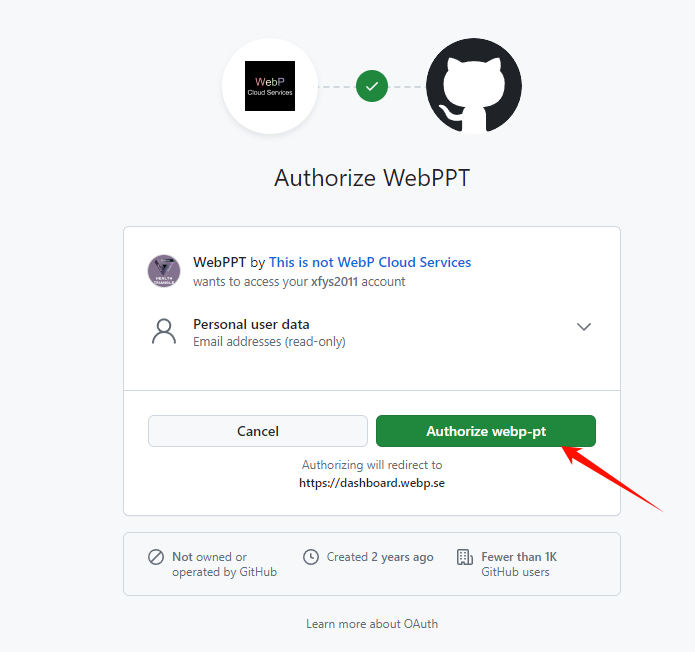 WebP
Cloud Services
Authorize WebPPT
WebPPT by This is not WebP Cloud Services
wants to access your xfys2011 account
HEALTH
TRIANGLE
Personal user data
Email addresses (read-only)
Cancel
Authorize webp-pt
Authorizing will redirect to
https://dashboard.webp.se
Not owned or
operated by GitHub
Created 2 years ago
Fewer than 1K
GitHub users
Learn more about OAuth